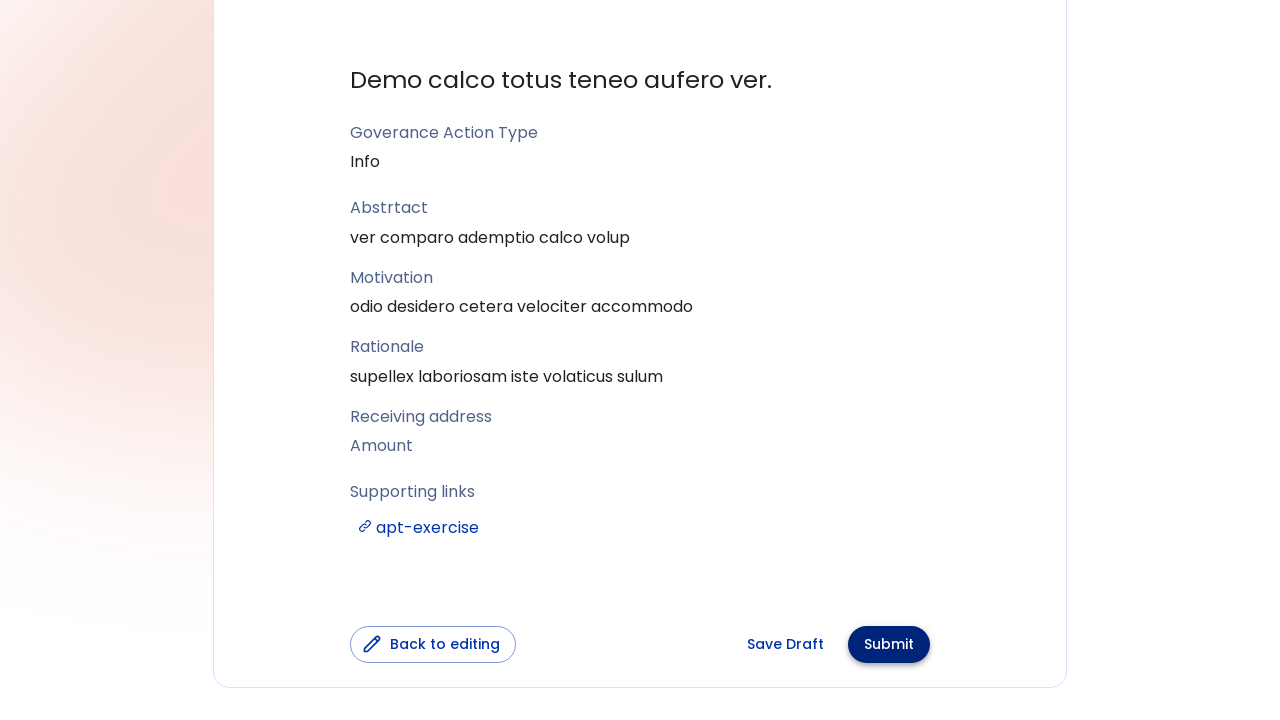 Demo calco totus teneo aufero ver.
Goverance Action Type
Info
Abstrtact
ver comparo ademptio calco volup
Motivation
odio desidero cetera velociter accommodo
Rationale
supellex laboriosam iste volaticus sulum
Receiving address
Amount
Supporting links
apt-exercise
Back to editing
Save Draft
Submit